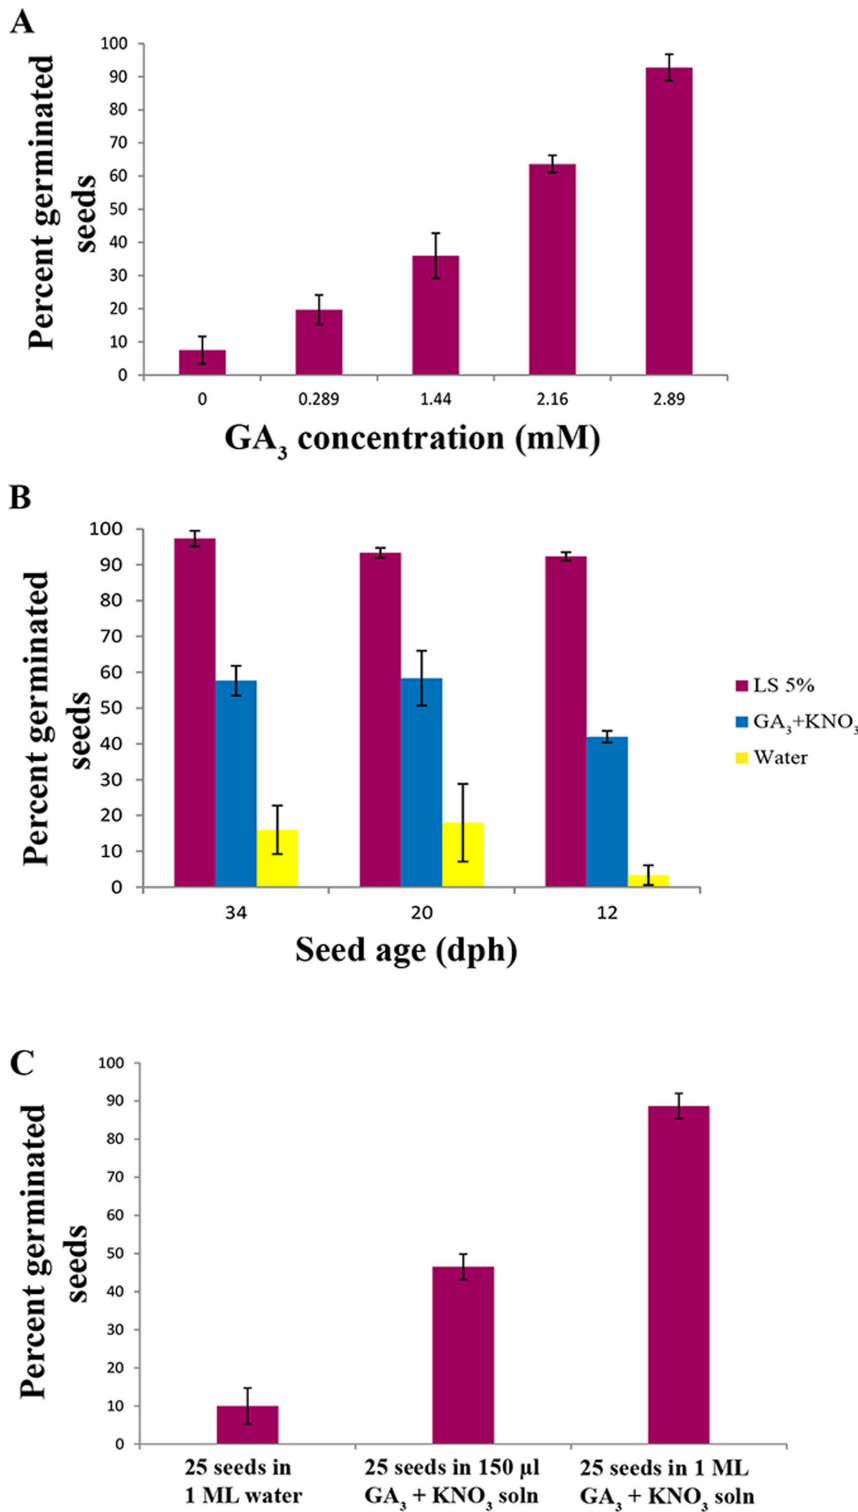 A
Percent germinated
seeds
100
90
80
70
60
50
40
30
20
10
0
0 0.289 1.44 2.16 2.89
GA₃ concentration (mM)
B
Percent germinated
seeds
100
90
80
70
60
50
40
30
20
10
0
34 20 12
Seed age (dph)
LS 5%
GA₃+KNO₃
Water
C
Percent germinated
seeds
100
90
80
70
60
50
40
30
20
10
0
25 seeds in
1 ML water
25 seeds in 150 µl
GA₃ + KNO₃ soln
25 seeds in 1 ML
GA₃ + KNO₃ soln